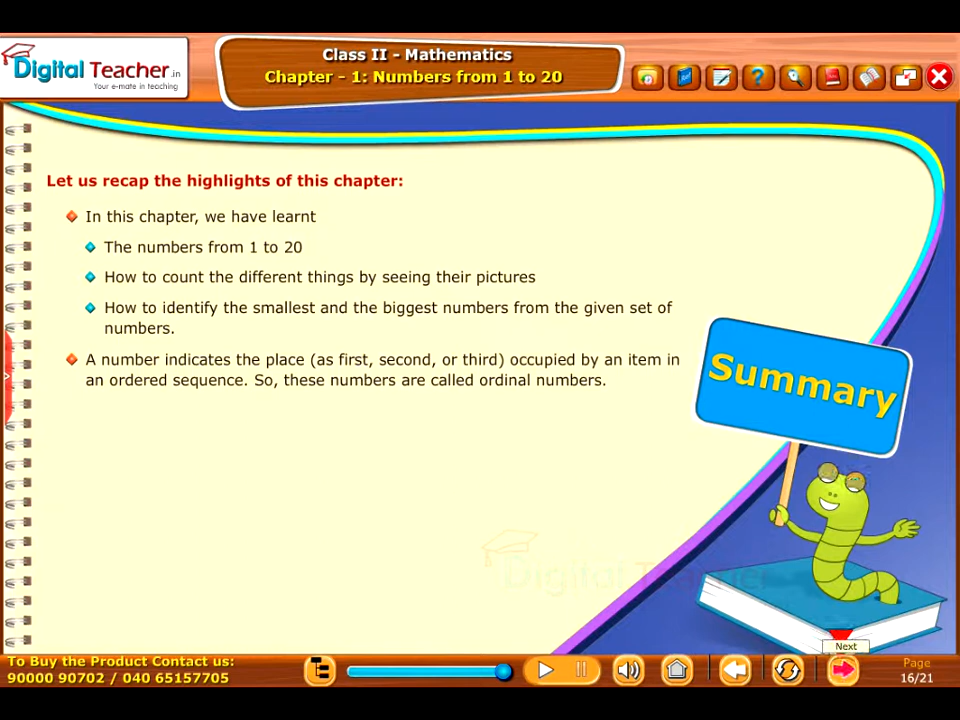 Digital Teacher.in
Your e-mate in teaching
Class II - Mathematics
Chapter - 1: Numbers from 1 to 20
Let us recap the highlights of this chapter:
In this chapter, we have learnt
The numbers from 1 to 20
How to count the different things by seeing their pictures
How to identify the smallest and the biggest numbers from the given set of
numbers.
A number indicates the place (as first, second, or third) occupied by an item in
an ordered sequence. So, these numbers are called ordinal numbers.
Summary
Digital Teacher
Next
To Buy the Product Contact us:
90000 90702 / 040 65157705
Page
16/21